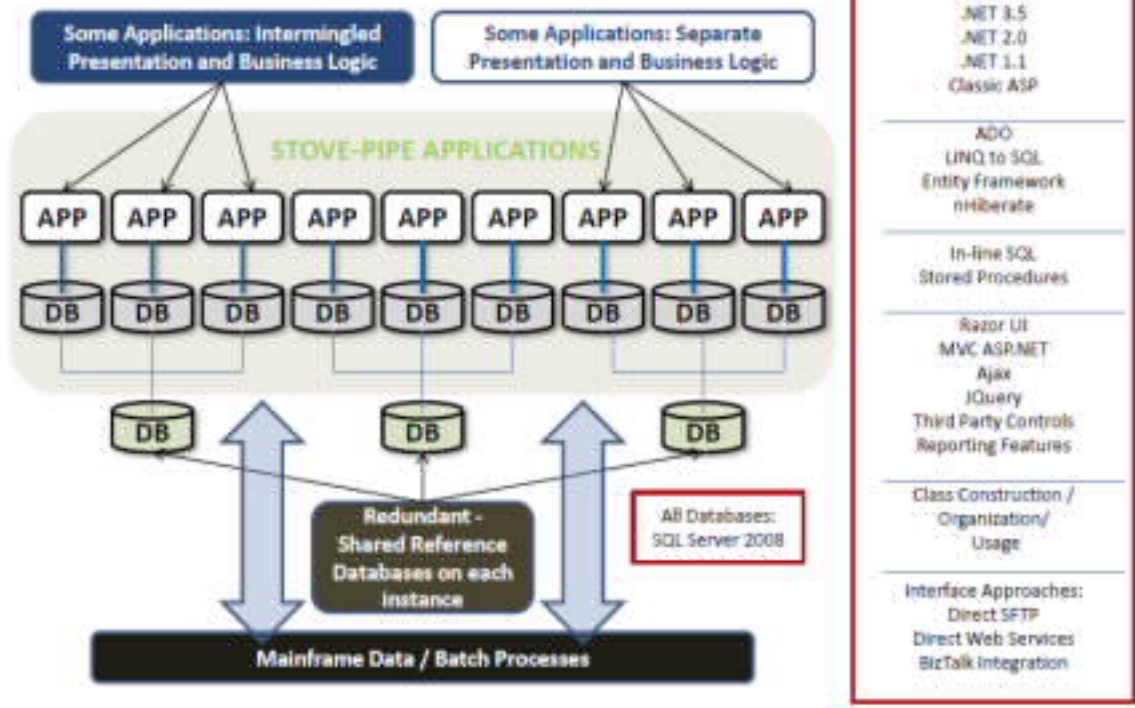 Some Applications: Intermingled
Presentation and Business Logic
Some Applications: Separate
Presentation and Business Logic
STOVE-PIPE APPLICATIONS
APP APP APP APP APP APP APP APP APP
DB DB DB DB DB DB DB DB DB
DB DB DB
Redundant -
Shared Reference
Databases on each
instance
All Databases:
SQL Server 2008
Mainframe Data / Batch Processes
.NET 3.5
.NET 2.0
.NET 1.1
Classic ASP
ADO
LINQ to SQL
Entity Framework
nHiberate
In-line SQL
Stored Procedures
Razor UI
MVC ASP.NET
Ajax
JQuery
Third Party Controls
Reporting Features
Class Construction /
Organization/
Usage
Interface Approaches:
Direct SFTP
Direct Web Services
BizTalk Integration